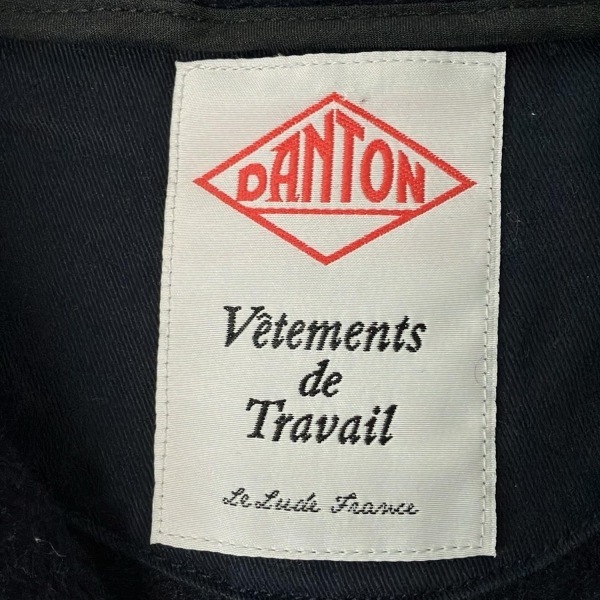 DANTON
Vêtements
de
Travail
Le Lude France